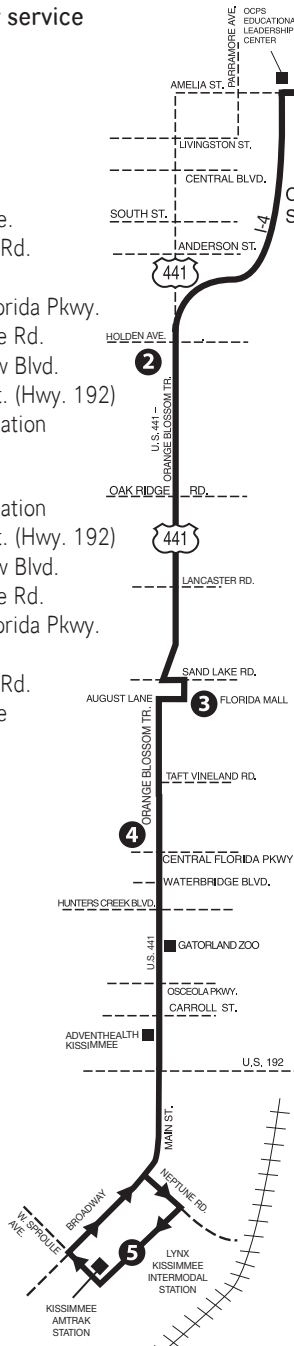 service
OCPS
EDUCATIONA
LEADERSHIP
CENTER
PARRAMORE AVE.
AMELIA ST.
LIVINGSTON ST.
CENTRAL BLVD.
SOUTH ST.
I-4
ANDERSON ST.
441
e.
Rd.
orida Pkwy.
e Rd.
w Blvd.
t. (Hwy. 192)
ation
HOLDEN AVE.
2
U.S. 441–
ORANGE BLOSSOM TR.
OAK RIDGE RD.
441
ation
t. (Hwy. 192)
w Blvd.
e Rd.
orida Pkwy.
Rd.
e
LANCASTER RD.
SAND LAKE RD.
AUGUST LANE
3 FLORIDA MALL
ORANGE BLOSSOM TR.
TAFT VINELAND RD.
4
CENTRAL FLORIDA PKWY
WATERBRIDGE BLVD.
HUNTERS CREEK BLVD.
U.S. 441
GATORLAND ZOO
OSCEOLA PKWY.
CARROLL ST.
ADVENTHEALTH
KISSIMMEE
U.S. 192
MAIN ST.
NEPTUNE RD.
BROADWAY
W. SPROULE
AVE.
5
LYNX
KISSIMMEE
INTERMODAL
STATION
KISSIMMEE
AMTRAK
STATION